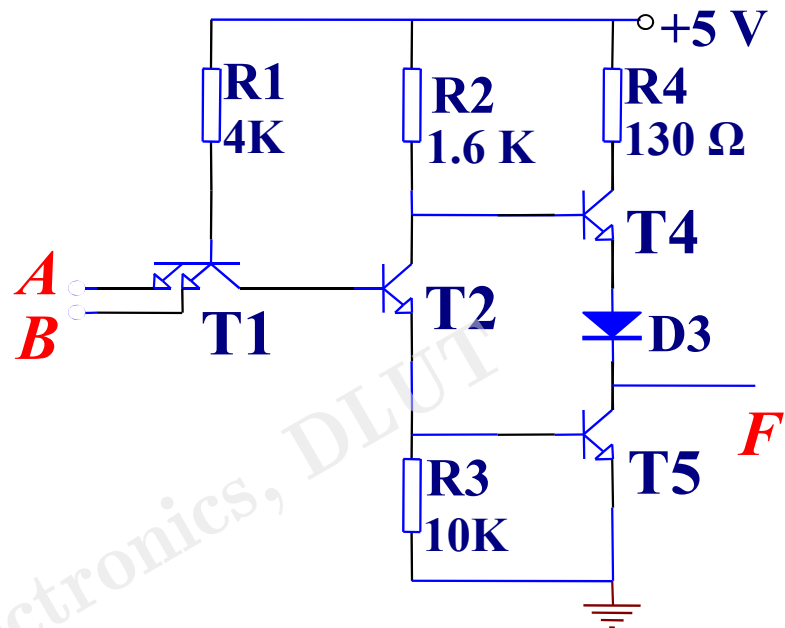 +5 V
R1
4K
R2
1.6 K
R4
130 Ω
A
B
T1
T2
T4
D3
F
R3
10K
T5
ctronics, DLUT